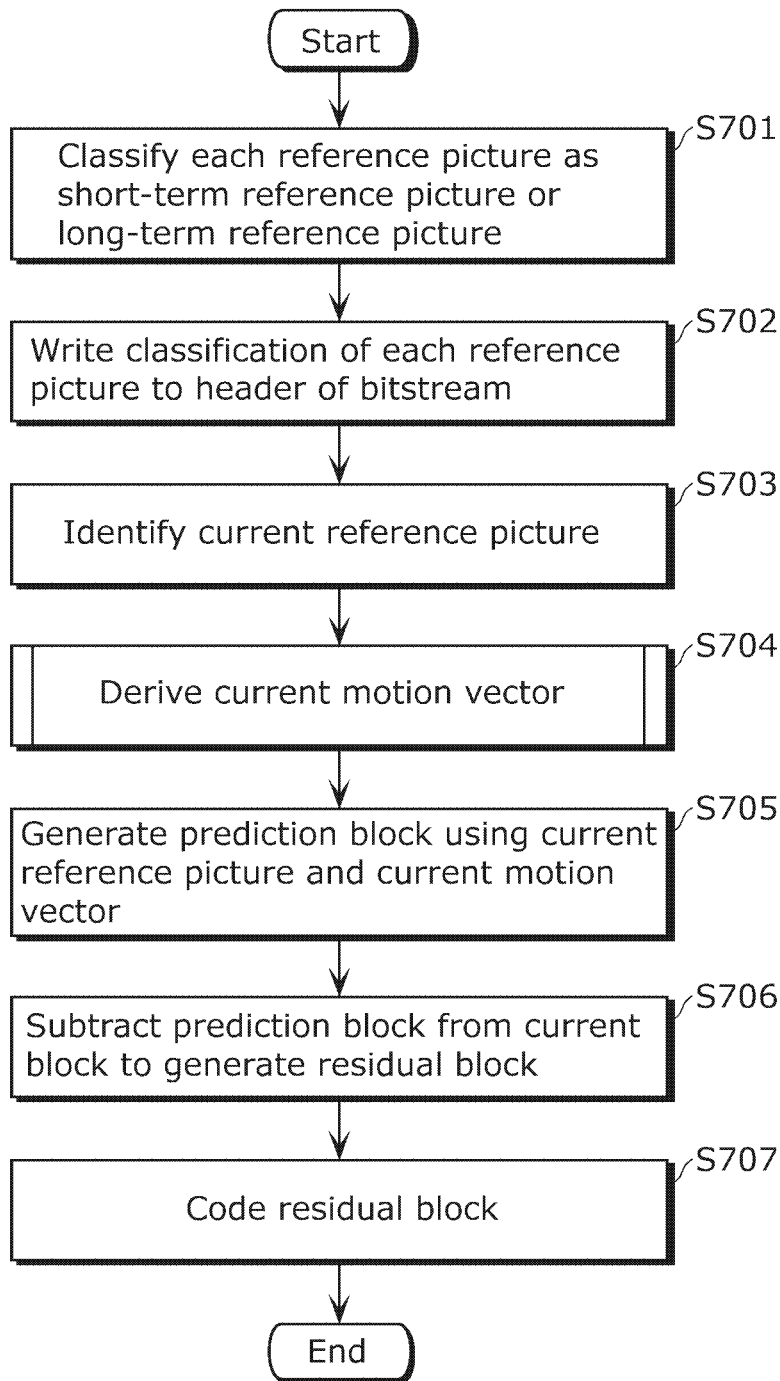 Start
S701
Classify each reference picture as
short-term reference picture or
long-term reference picture
S702
Write classification of each reference
picture to header of bitstream
S703
Identify current reference picture
S704
Derive current motion vector
S705
Generate prediction block using current
reference picture and current motion
vector
S706
Subtract prediction block from current
block to generate residual block
S707
Code residual block
End